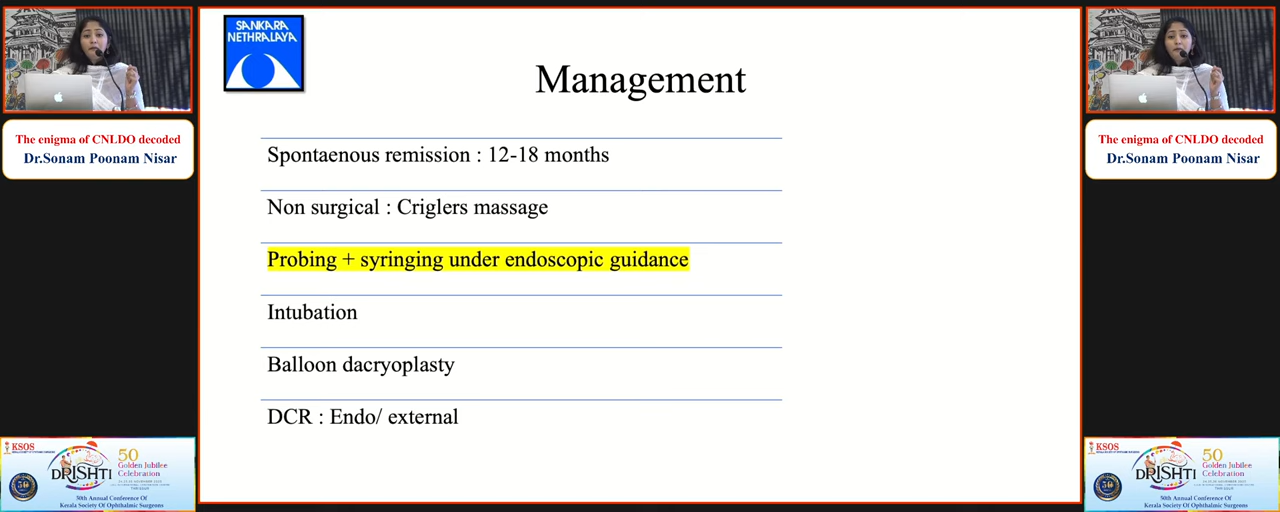 SANKARA
NETHRALAYA
Management
Spontaenous remission : 12-18 months
Non surgical : Criglers massage
Probing + syringing under endoscopic guidance
Intubation
Balloon dacryoplasty
DCR : Endo/ external
The enigma of CNLDO decoded
Dr.Sonam Poonam Nisar
KSOS
50
Golden Jubilee
Celebration
DRISHTI
50th Annual Conference Of
Kerala Society Of Ophthalmic Surgeons
The enigma of CNLDO decoded
Dr.Sonam Poonam Nisar
KSOS
50
Golden Jubilee
Celebration
DRISHTI
50th Annual Conference Of
Kerala Society Of Ophthalmic Surgeons